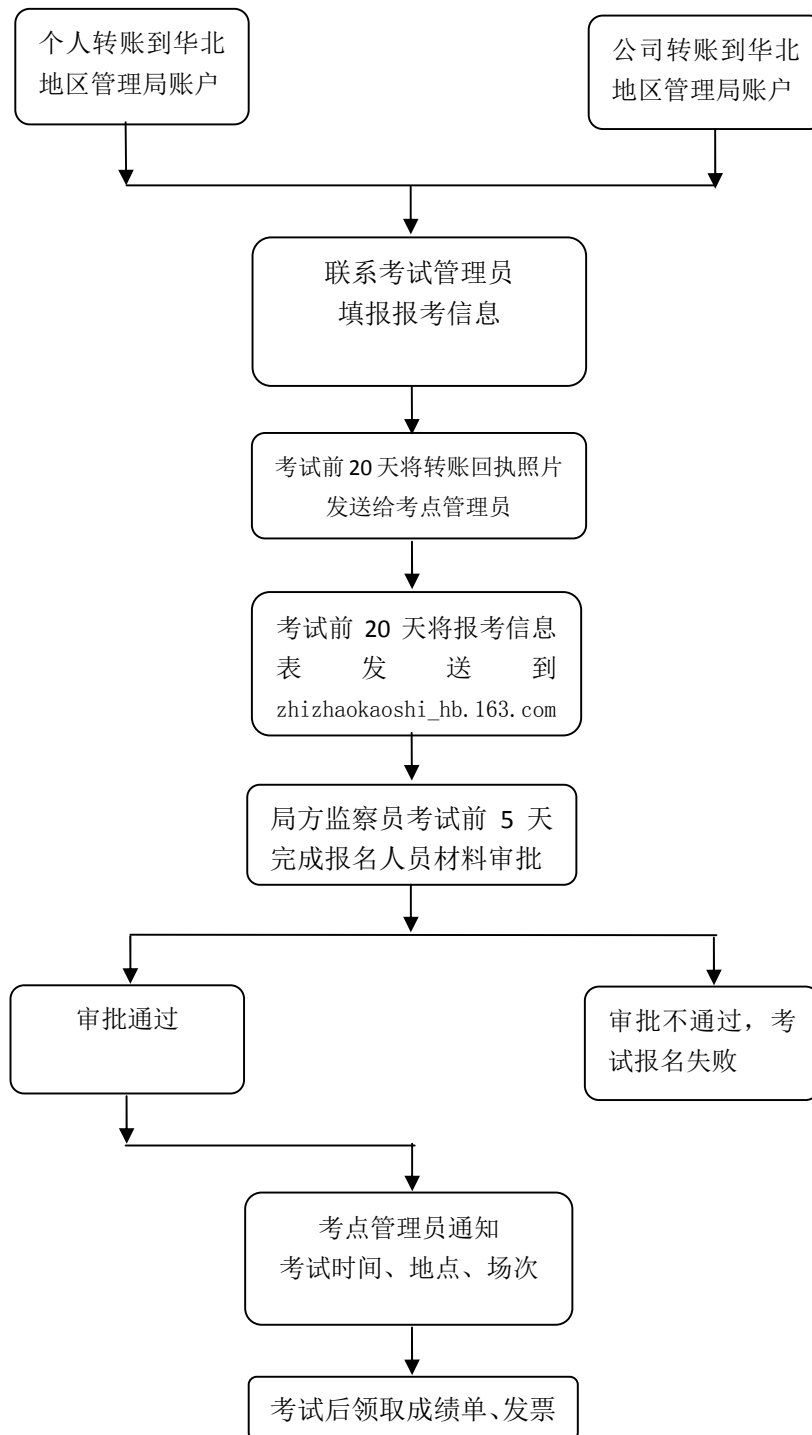 个人转账到华北
地区管理局账户
公司转账到华北
地区管理局账户
联系考试管理员
填报报考信息
考试前 20 天将转账回执照片
发送给考点管理员
考试前 20 天将报考信息
表发送到
zhizhaokaoshi_hb.163.com
局方监察员考试前 5 天
完成报名人员材料审批
审批通过
审批不通过，考
试报名失败
考点管理员通知
考试时间、地点、场次
考试后领取成绩单、发票